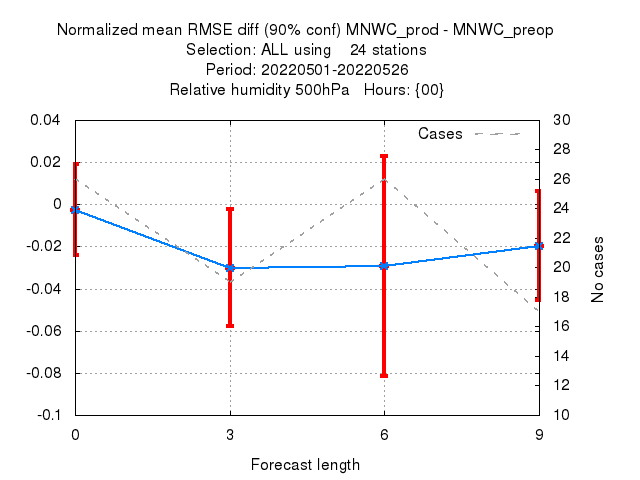 Normalized mean RMSE diff (90% conf) MNWC_prod - MNWC_preop
Selection: ALL using    24 stations
Period: 20220501-20220526
Relative humidity 500hPa   Hours: {00}
0.04
0.02
0
-0.02
-0.04
-0.06
-0.08
-0.1
Cases
30
28
26
24
22
20
18
16
14
12
10
No cases
0 3 6 9
Forecast length